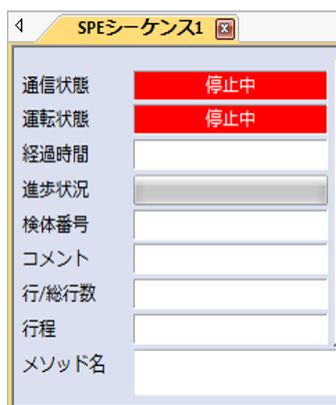 SPEシーケンス1
通信状態 停止中
運転状態 停止中
経過時間
進歩状況
検体番号
コメント
行/総行数
行程
メソッド名